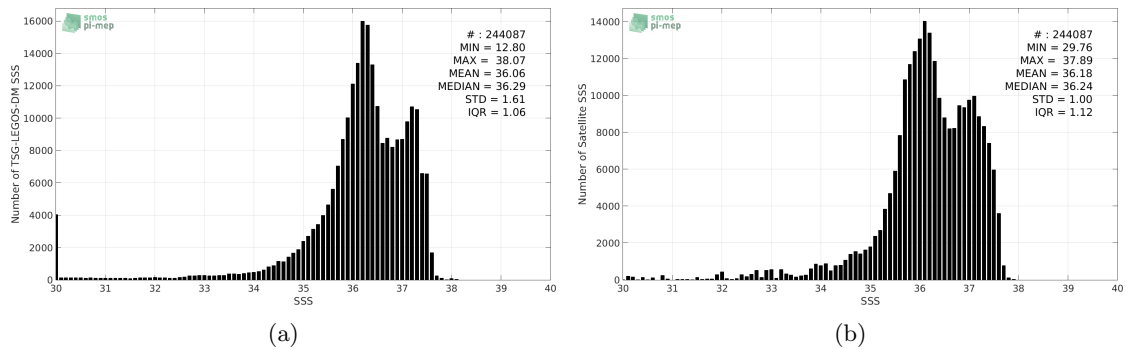 smos
pi-mep
# : 244087
MIN = 12.80
MAX = 38.07
MEAN = 36.06
MEDIAN = 36.29
STD = 1.61
IQR = 1.06
Number of TSG-LEGOS-DM SSS
16000
14000
12000
10000
8000
6000
4000
2000
0
30 31 32 33 34 35 36 37 38 39 40
SSS
(a)
smos
pi-mep
# : 244087
MIN = 29.76
MAX = 37.89
MEAN = 36.18
MEDIAN = 36.24
STD = 1.00
IQR = 1.12
Number of Satellite SSS
14000
12000
10000
8000
6000
4000
2000
0
30 31 32 33 34 35 36 37 38 39 40
SSS
(b)